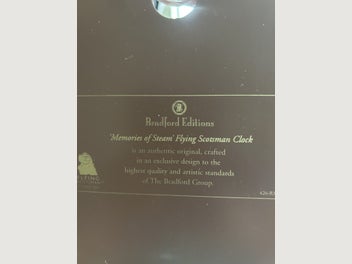 Bradford Editions
'Memories of Steam' Flying Scotsman Clock
is an authentic original, crafted
in an exclusive design to the
highest quality and artistic standards
of The Bradford Group.